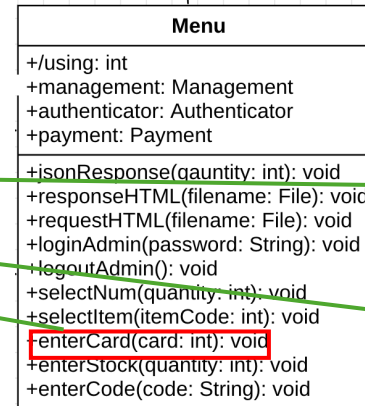 Menu
+/using: int
+management: Management
+authenticator: Authenticator
+payment: Payment
+jsonResponse(qauntity: int): void
+responseHTML(filename: File): void
+requestHTML(filename: File): void
+loginAdmin(password: String): void
+logoutAdmin(): void
+selectNum(quantity: int): void
+selectItem(itemCode: int): void
+enterCard(card: int): void
+enterStock(quantity: int): void
+enterCode(code: String): void